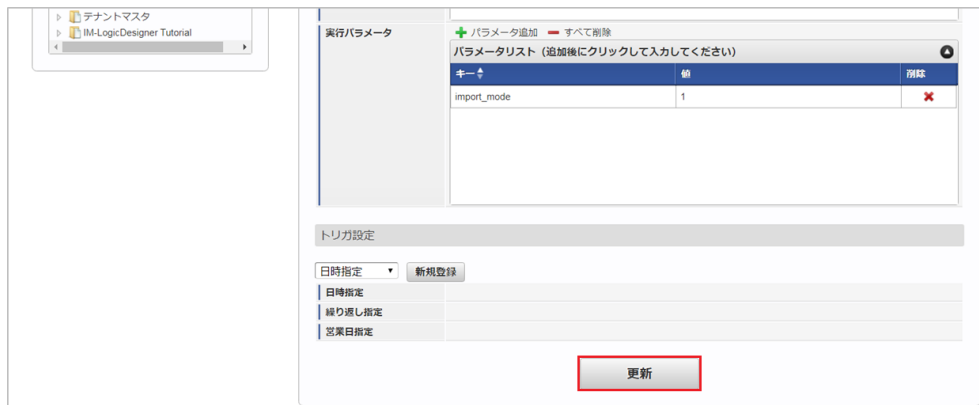 テナントマスタ
IM-LogicDesigner Tutorial
実行パラメータ
パラメータ追加 すべて削除
パラメータリスト（追加後にクリックして入力してください）
キー 値 削除
import_mode 1
トリガ設定
日時指定 新規登録
日時指定
繰り返し指定
営業日指定
更新